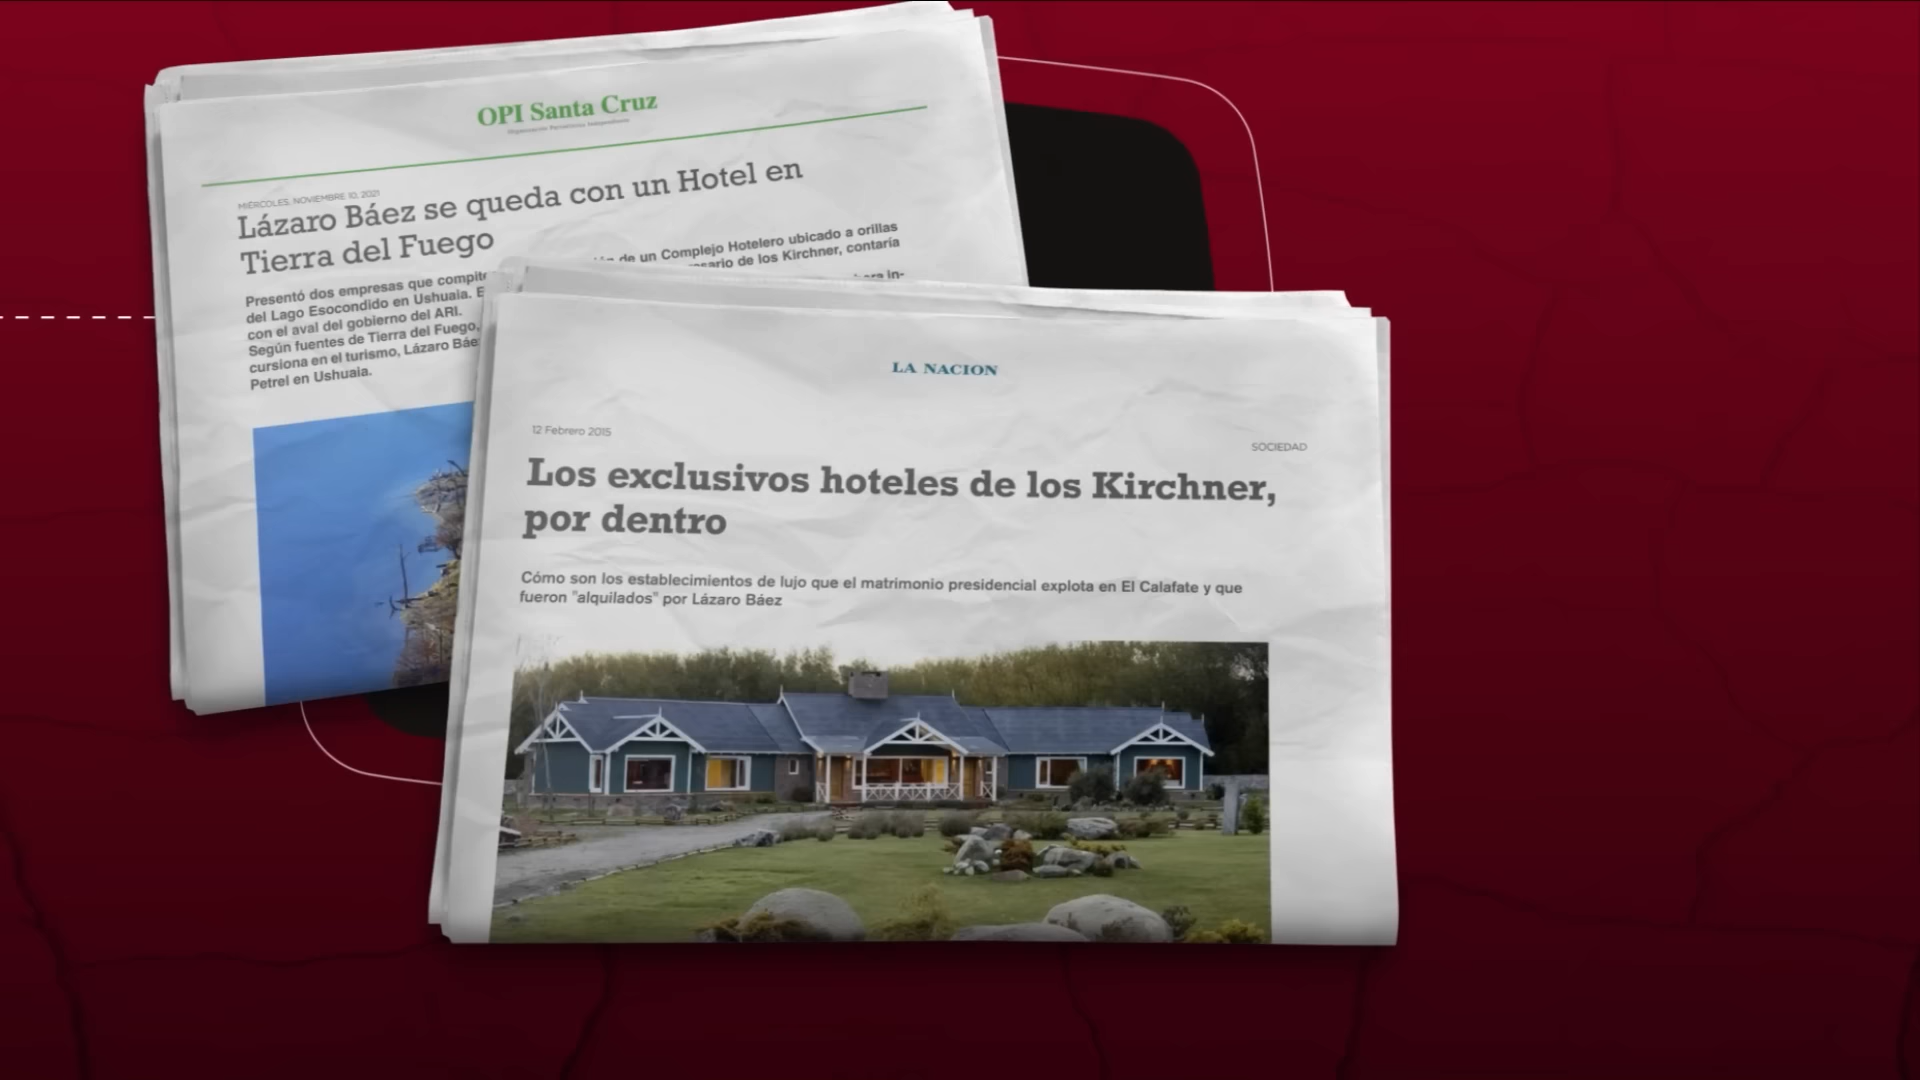 OPI Santa Cruz
MIÉRCOLES, NOVIEMBRE 10, 2021
Lázaro Báez se queda con un Hotel en
Tierra del Fuego
Presentó dos empresas que compite de un Complejo Hotelero ubicado a orillas
del Lago Esocondido en Ushuaia. E sario de los Kirchner, contaría
con el aval del gobierno del ARI.
Según fuentes de Tierra del Fuego, ora in-
cursiona en el turismo, Lázaro Báe
Petrel en Ushuaia.
LA NACION
12 Febrero 2015
SOCIEDAD
Los exclusivos hoteles de los Kirchner,
por dentro
Cómo son los establecimientos de lujo que el matrimonio presidencial explota en El Calafate y que
fueron "alquilados" por Lázaro Báez